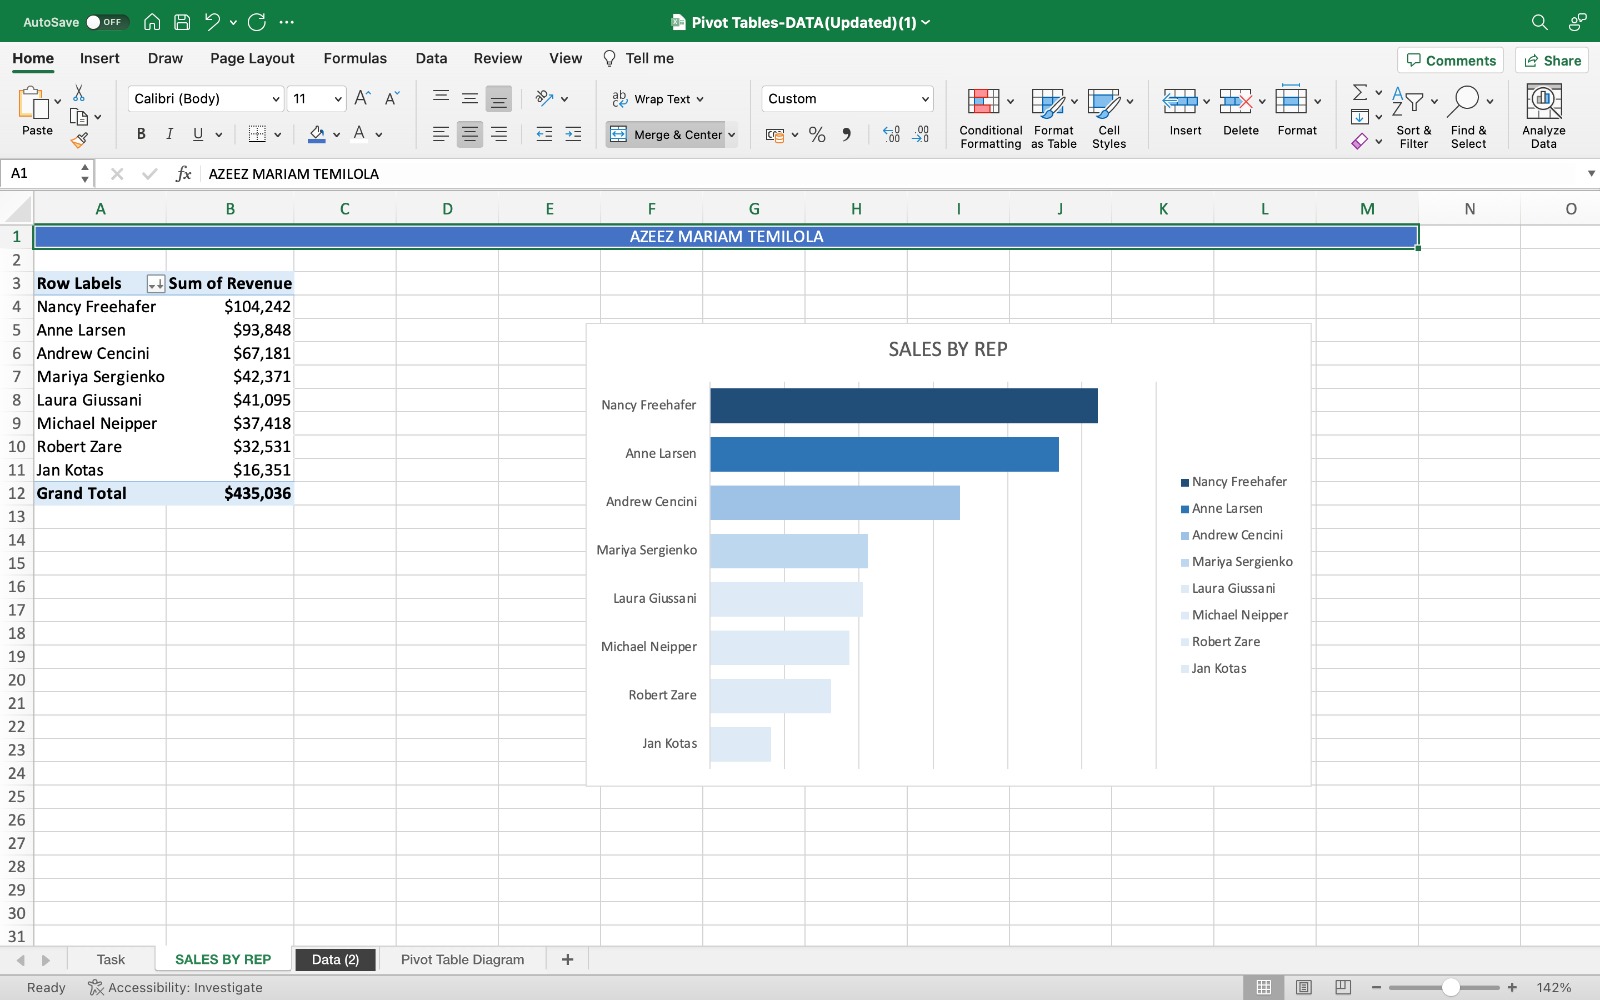 AutoSave OFF
Pivot Tables-DATA(Updated)(1)
Home Insert Draw Page Layout Formulas Data Review View Tell me
Comments Share
Paste
Calibri (Body) 11 A A
B I U A
ab Wrap Text
Merge & Center
Custom
% 9 .00 .00
Conditional Formatting
Format as Table
Cell Styles
Insert Delete Format
Sort & Filter
Find & Select
Analyze Data
A1 fx AZEEZ MARIAM TEMILOLA
A B C D E F G H I J K L M N O
1 AZEEZ MARIAM TEMILOLA
2
3 Row Labels Sum of Revenue
4 Nancy Freehafer $104,242
5 Anne Larsen $93,848
6 Andrew Cencini $67,181
7 Mariya Sergienko $42,371
8 Laura Giussani $41,095
9 Michael Neipper $37,418
10 Robert Zare $32,531
11 Jan Kotas $16,351
12 Grand Total $435,036
13
14
15
16
17
18
19
20
21
22
23
24
25
26
27
28
29
30
31
SALES BY REP
Nancy Freehafer
Anne Larsen
Andrew Cencini
Mariya Sergienko
Laura Giussani
Michael Neipper
Robert Zare
Jan Kotas
Nancy Freehafer
Anne Larsen
Andrew Cencini
Mariya Sergienko
Laura Giussani
Michael Neipper
Robert Zare
Jan Kotas
Task SALES BY REP Data (2) Pivot Table Diagram +
Ready Accessibility: Investigate
142%